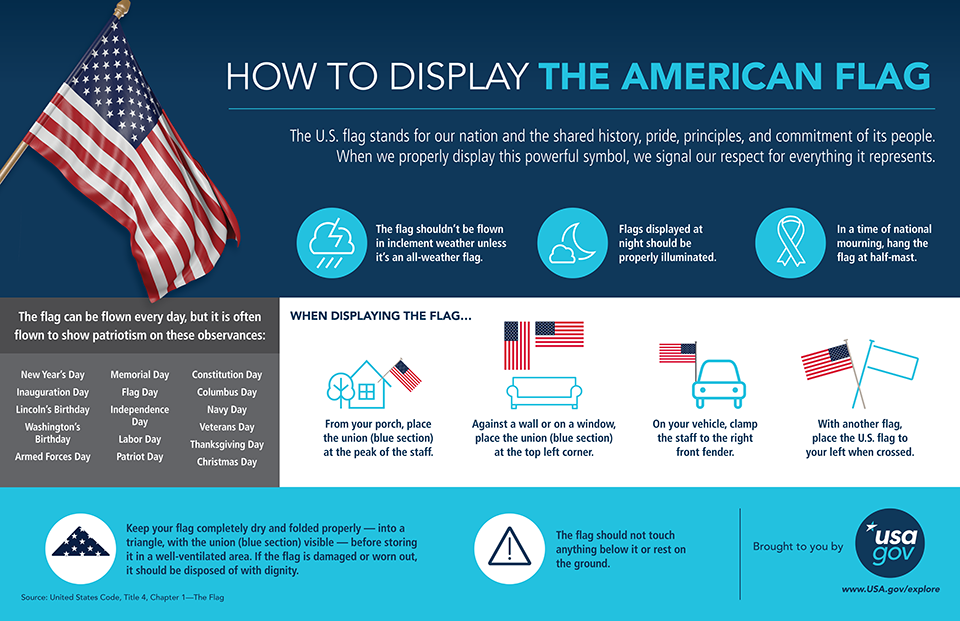 HOW TO DISPLAY THE AMERICAN FLAG
The U.S. flag stands for our nation and the shared history, pride, principles, and commitment of its people.
When we properly display this powerful symbol, we signal our respect for everything it represents.
The flag shouldn't be flown
in inclement weather unless
it's an all-weather flag.
Flags displayed at
night should be
properly illuminated.
In a time of national
mourning, hang the
flag at half-mast.
The flag can be flown every day, but it is often
flown to show patriotism on these observances:
New Year's Day
Inauguration Day
Lincoln's Birthday
Washington's
Birthday
Armed Forces Day
Memorial Day
Flag Day
Independence
Day
Labor Day
Patriot Day
Constitution Day
Columbus Day
Navy Day
Veterans Day
Thanksgiving Day
Christmas Day
WHEN DISPLAYING THE FLAG...
From your porch, place
the union (blue section)
at the peak of the staff.
Against a wall or on a window,
place the union (blue section)
at the top left corner.
On your vehicle, clamp
the staff to the right
front fender.
With another flag,
place the U.S. flag to
your left when crossed.
Keep your flag completely dry and folded properly — into a
triangle, with the union (blue section) visible — before storing
it in a well-ventilated area. If the flag is damaged or worn out,
it should be disposed of with dignity.
The flag should not touch
anything below it or rest on
the ground.
Brought to you by
usa
gov
www.USA.gov/explore
Source: United States Code, Title 4, Chapter 1—The Flag